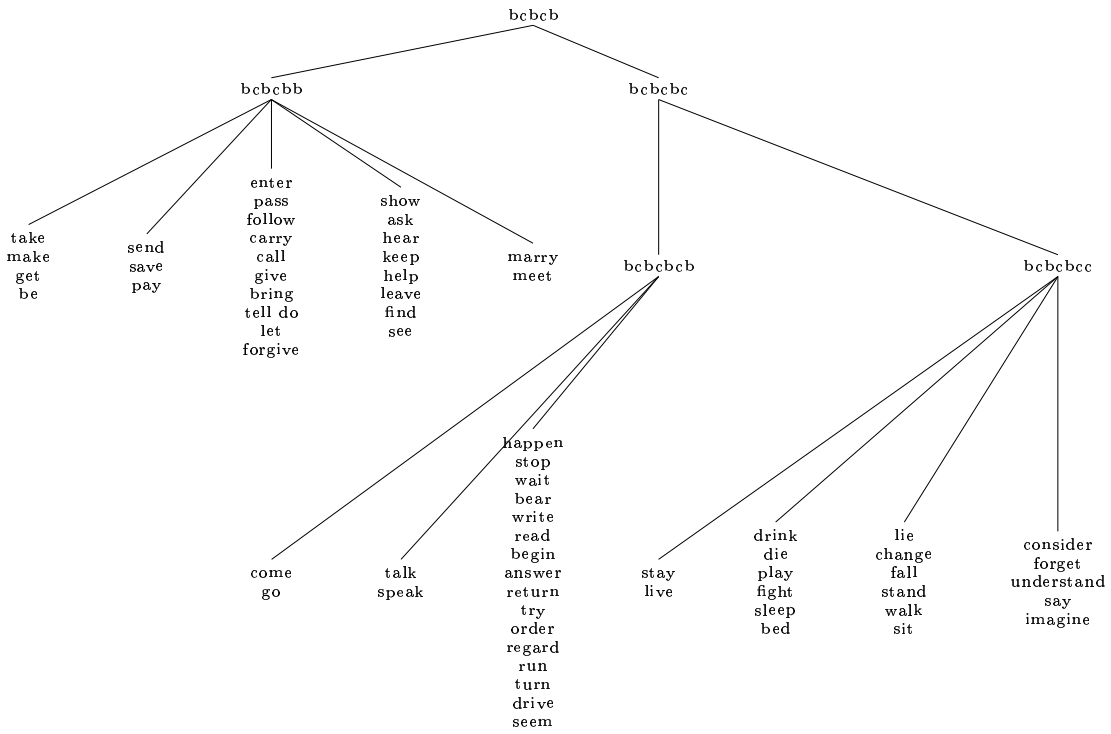 bcbcb
bcbcbb
bcbcbc
take
make
get
be
send
save
pay
enter
pass
follow
carry
call
give
bring
tell do
let
forgive
show
ask
hear
keep
help
leave
find
see
marry
meet
bcbcbcb
bcbcbcc
come
go
talk
speak
happen
stop
wait
bear
write
read
begin
answer
return
try
order
regard
run
turn
drive
seem
stay
live
drink
die
play
fight
sleep
bed
lie
change
fall
stand
walk
sit
consider
forget
understand
say
imagine